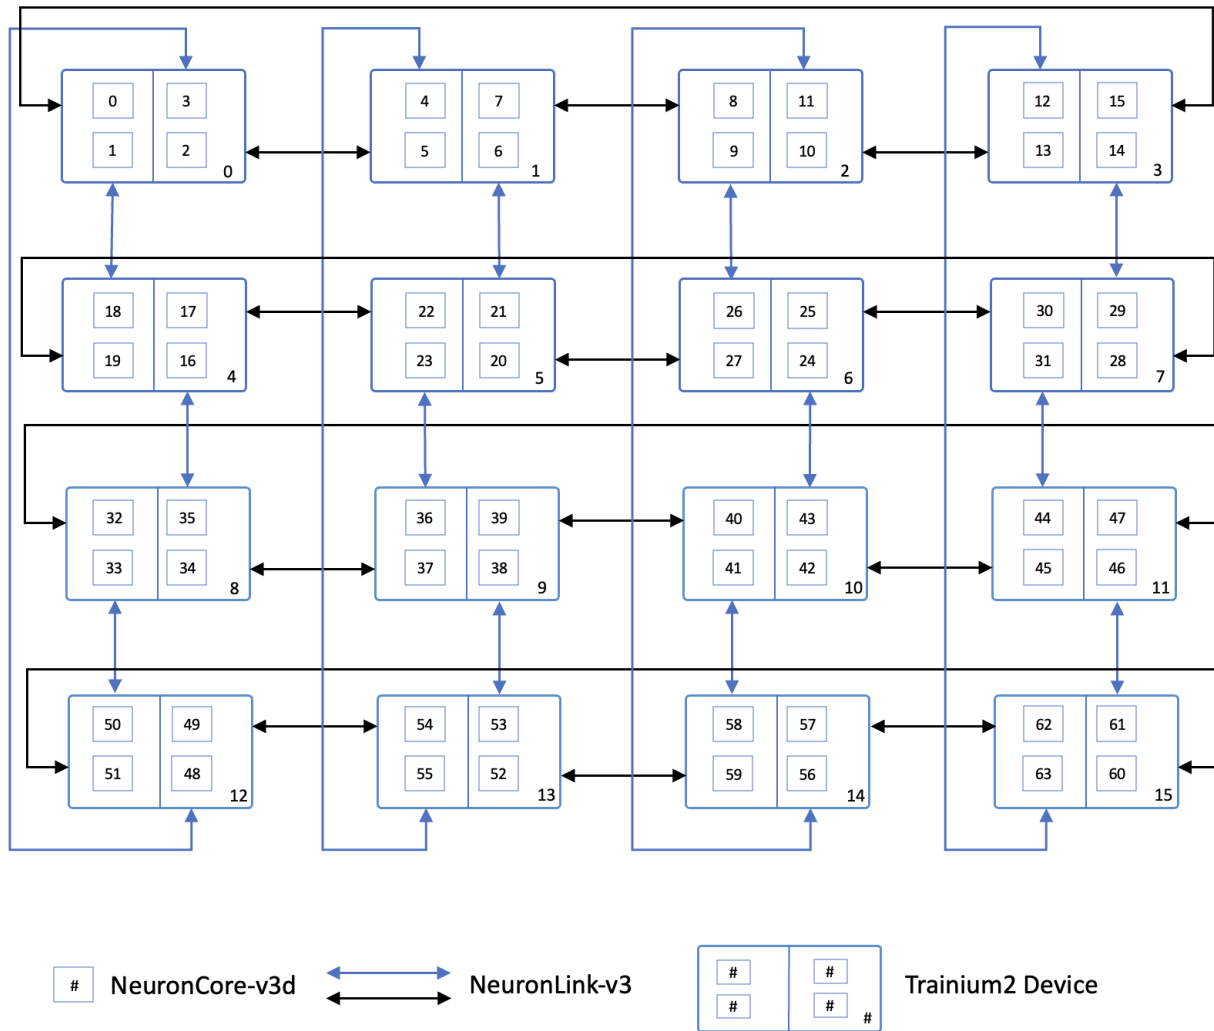 0 3 4 7 8 11 12 15
1 2 5 6 9 10 13 14
0 1 2 3
18 17 22 21 26 25 30 29
19 16 23 20 27 24 31 28
4 5 6 7
32 35 36 39 40 43 44 47
33 34 37 38 41 42 45 46
8 9 10 11
50 49 54 53 58 57 62 61
51 48 55 52 59 56 63 60
12 13 14 15
# NeuronCore-v3d
NeuronLink-v3
# #
# #
#
Trainium2 Device